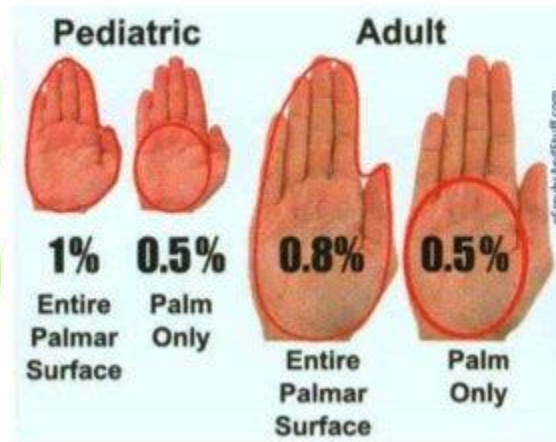 Pediatric
Adult
1%
0.5%
0.8%
0.5%
Entire
Palmar
Surface
Palm
Only
Entire
Palmar
Surface
Palm
Only